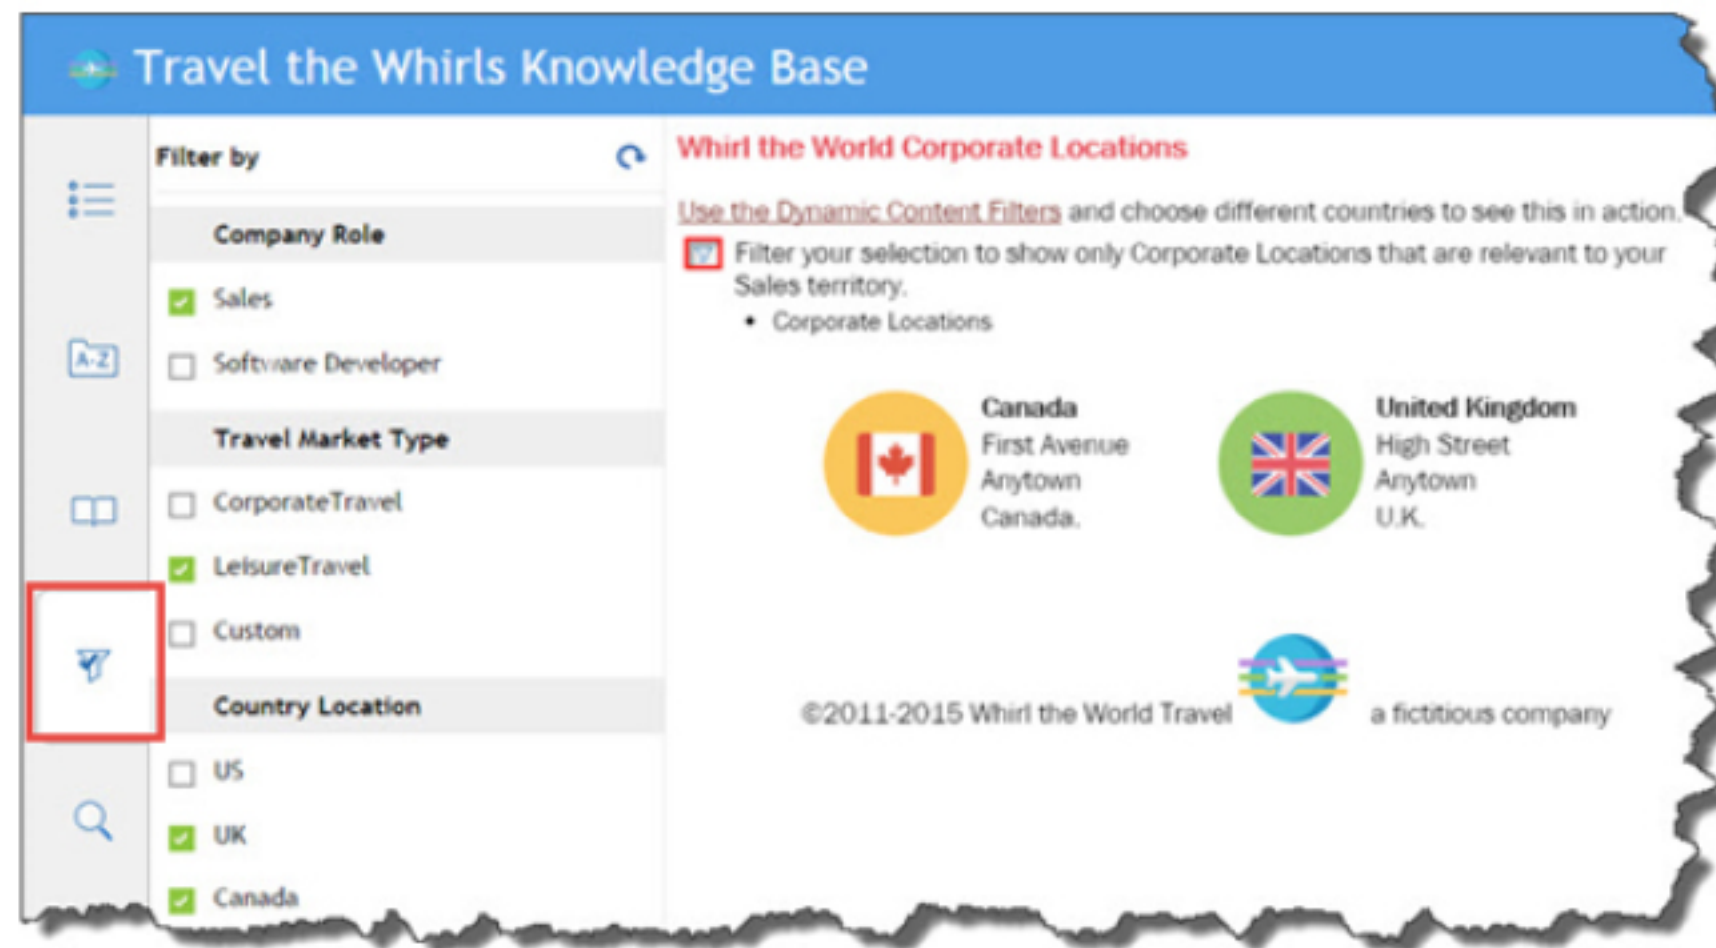 Travel the Whirls Knowledge Base
Filter by
Company Role
Sales
Software Developer
Travel Market Type
CorporateTravel
LeisureTravel
Custom
Country Location
US
UK
Canada
A-Z
Whirl the World Corporate Locations
Use the Dynamic Content Filters and choose different countries to see this in action.
Filter your selection to show only Corporate Locations that are relevant to your
Sales territory.
• Corporate Locations
Canada
First Avenue
Anytown
Canada.
United Kingdom
High Street
Anytown
U.K.
©2011-2015 Whirl the World Travel a fictitious company